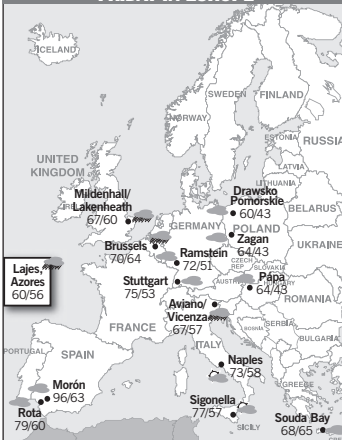 ICELAND
SWEDEN
FINLAND
NORWAY
ESTONIA
RUSSIA
LATVIA
LITHUANIA
UNITED
KINGDOM
Mildenhall/
Lakenheath
67/60
Drawsko
Pomorskie
60/43
BELARUS
GERMANY
POLAND
Zagan
64/43
Brussels
70/64
Ramstein
72/51
UKRAINE
CZECH
REP.
SLOVAKIA
Lajes,
Azores
60/56
Stuttgart
75/53
Pápa
64/43
Aviano/
Vicenza
67/57
ROMANIA
FRANCE
BOSNIA
SERBIA
BULGARIA
ITALY
PORTUGAL
SPAIN
Naples
73/58
Morón
96/63
GREECE
Sigonella
77/57
Rota
79/60
SICILY
Souda Bay
68/65